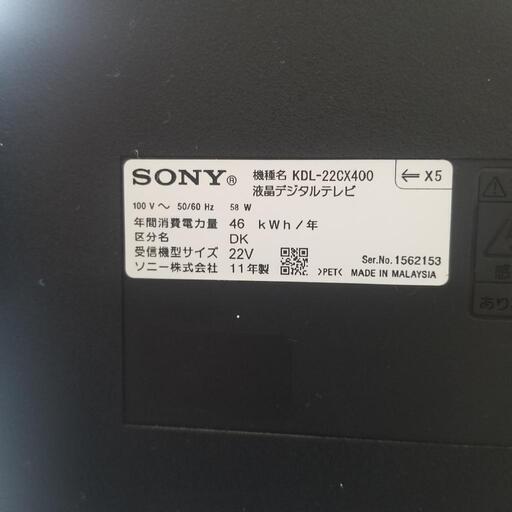 SONY® 機種名 KDL-22CX400
⇐ X5
液晶デジタルテレビ
100 V ～ 50/60 Hz 58 W
年間消費電力量 46 kWh/年
区分名 DK
受信機型サイズ 22V
ソニー株式会社 11年製 >PET< MADE IN MALAYSIA
Ser.No.1562153
感
あり